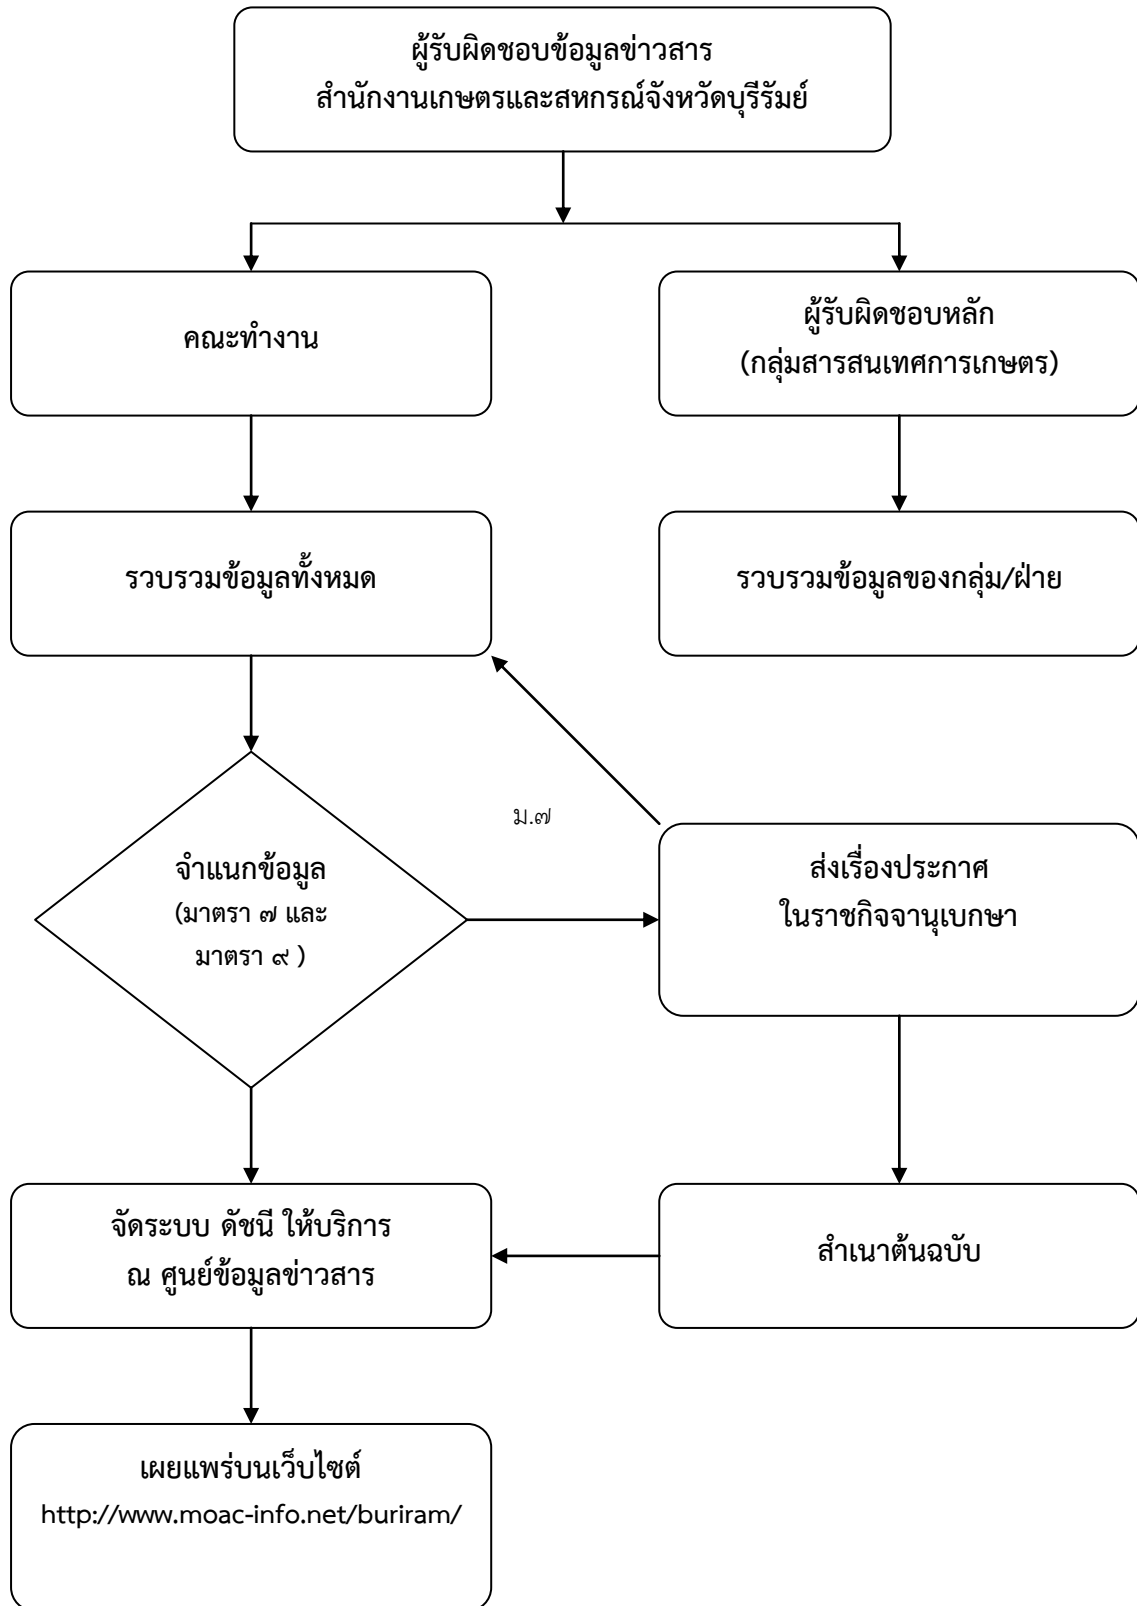 ผู้รับผิดชอบข้อมูลข่าวสาร
สำนักงานเกษตรและสหกรณ์จังหวัดบุรีรัมย์
คณะทำงาน
ผู้รับผิดชอบหลัก
(กลุ่มสารสนเทศการเกษตร)
รวบรวมข้อมูลทั้งหมด
รวบรวมข้อมูลของกลุ่ม/ฝ่าย
ม.๗
จำแนกข้อมูล
(มาตรา ๗ และ
มาตรา ๙ )
ส่งเรื่องประกาศ
ในราชกิจจานุเบกษา
จัดระบบ ดัชนี ให้บริการ
ณ ศูนย์ข้อมูลข่าวสาร
สำเนาต้นฉบับ
เผยแพร่บนเว็บไซต์
http://www.moac-info.net/buriram/